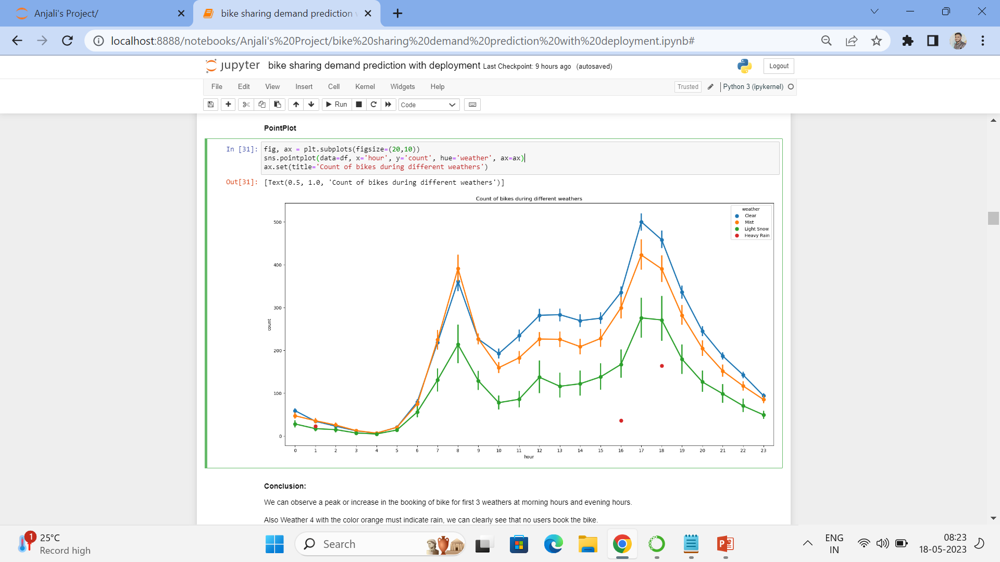 Anjali's Project/
bike sharing demand prediction
localhost:8888/notebooks/Anjali's%20Project/bike%20sharing%20demand%20prediction%20with%20deployment.ipynb#
jupyter bike sharing demand prediction with deployment Last Checkpoint: 9 hours ago (autosaved)
Logout
File Edit View Insert Cell Kernel Widgets Help
Trusted Python 3 (ipykernel)
Run Code
PointPlot
In [31]: fig, ax = plt.subplots(figsize=(20,10))
sns.pointplot(data=df, x='hour', y='count', hue='weather', ax=ax)
ax.set(title='Count of bikes during different weathers')
Out[31]: [Text(0.5, 1.0, 'Count of bikes during different weathers')]
Count of bikes during different weathers
weather
Clear
Mist
Light Snow
Heavy Rain
500
400
300
200
100
0
count
0 1 2 3 4 5 6 7 8 9 10 11 12 13 14 15 16 17 18 19 20 21 22 23
hour
Conclusion:
We can observe a peak or increase in the booking of bike for first 3 weathers at morning hours and evening hours.
Also Weather 4 with the color orange must indicate rain, we can clearly see that no users book the bike.
1
25°C
Record high
Search
P
ENG
IN
08:23
18-05-2023